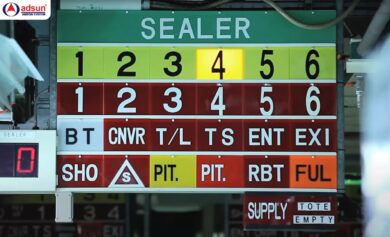 adsun
SEALER
1 2 3 4 5 6
1 2 3 4 5 6
BT CNVR T/L TS ENT EXI
SHO S PIT. PIT. RBT FUL
SEALER
0
SUPPLY TOTE
EMPTY